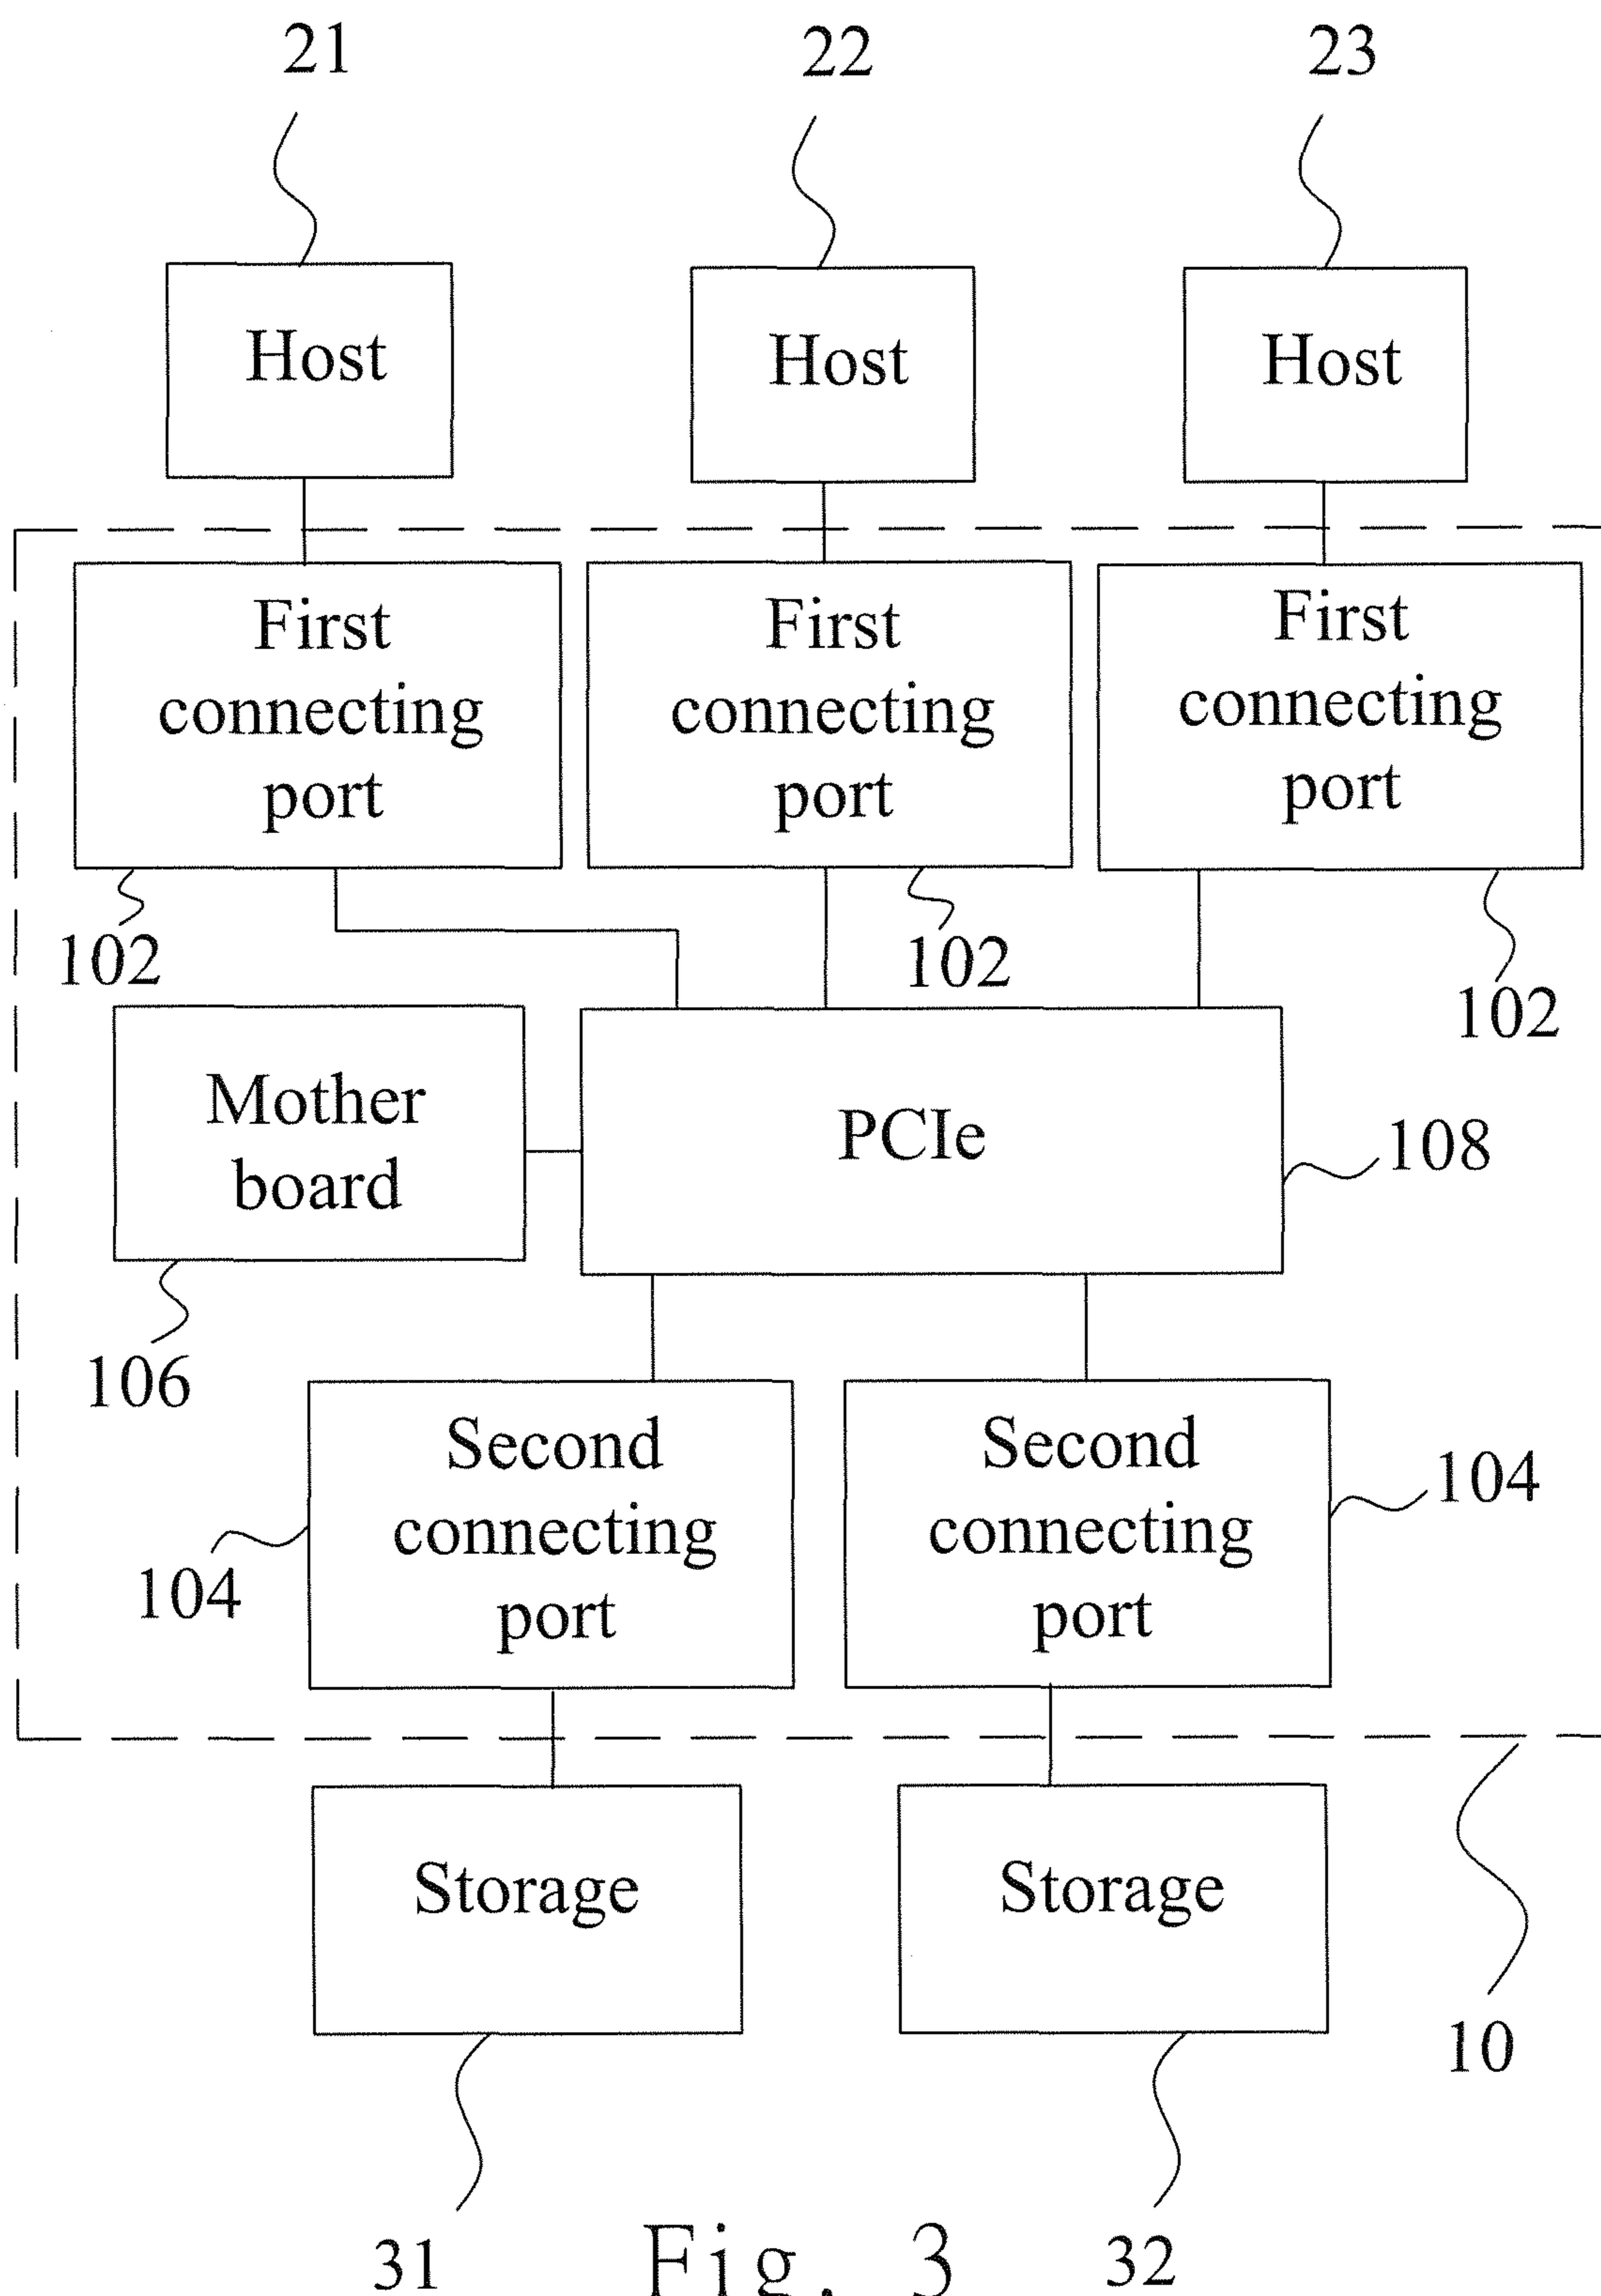 21
22
23
Host
Host
Host
First
connecting
port
First
connecting
port
First
connecting
port
102
102
102
Mother
board
PCIe
108
106
Second
connecting
port
Second
connecting
port
104
104
Storage
Storage
10
31
Fig. 3
32